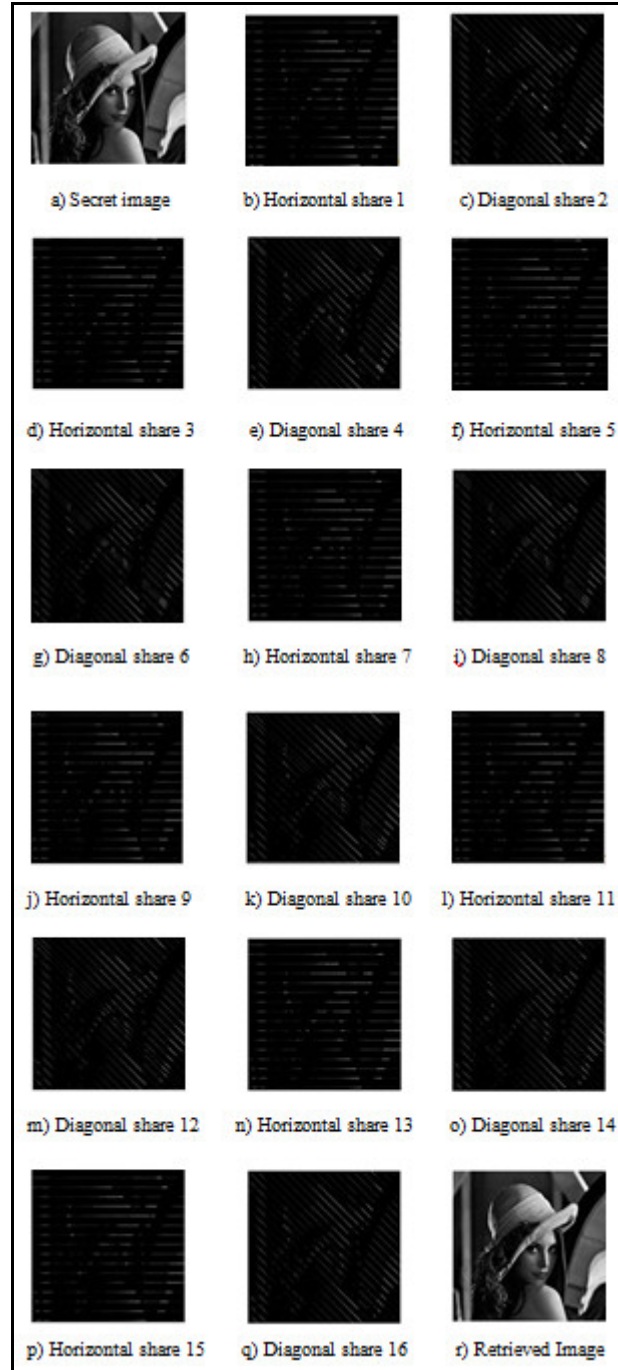 a) Secret image
b) Horizontal share 1
c) Diagonal share 2
d) Horizontal share 3
e) Diagonal share 4
f) Horizontal share 5
g) Diagonal share 6
h) Horizontal share 7
i) Diagonal share 8
j) Horizontal share 9
k) Diagonal share 10
l) Horizontal share 11
m) Diagonal share 12
n) Horizontal share 13
o) Diagonal share 14
p) Horizontal share 15
q) Diagonal share 16
r) Retrieved Image